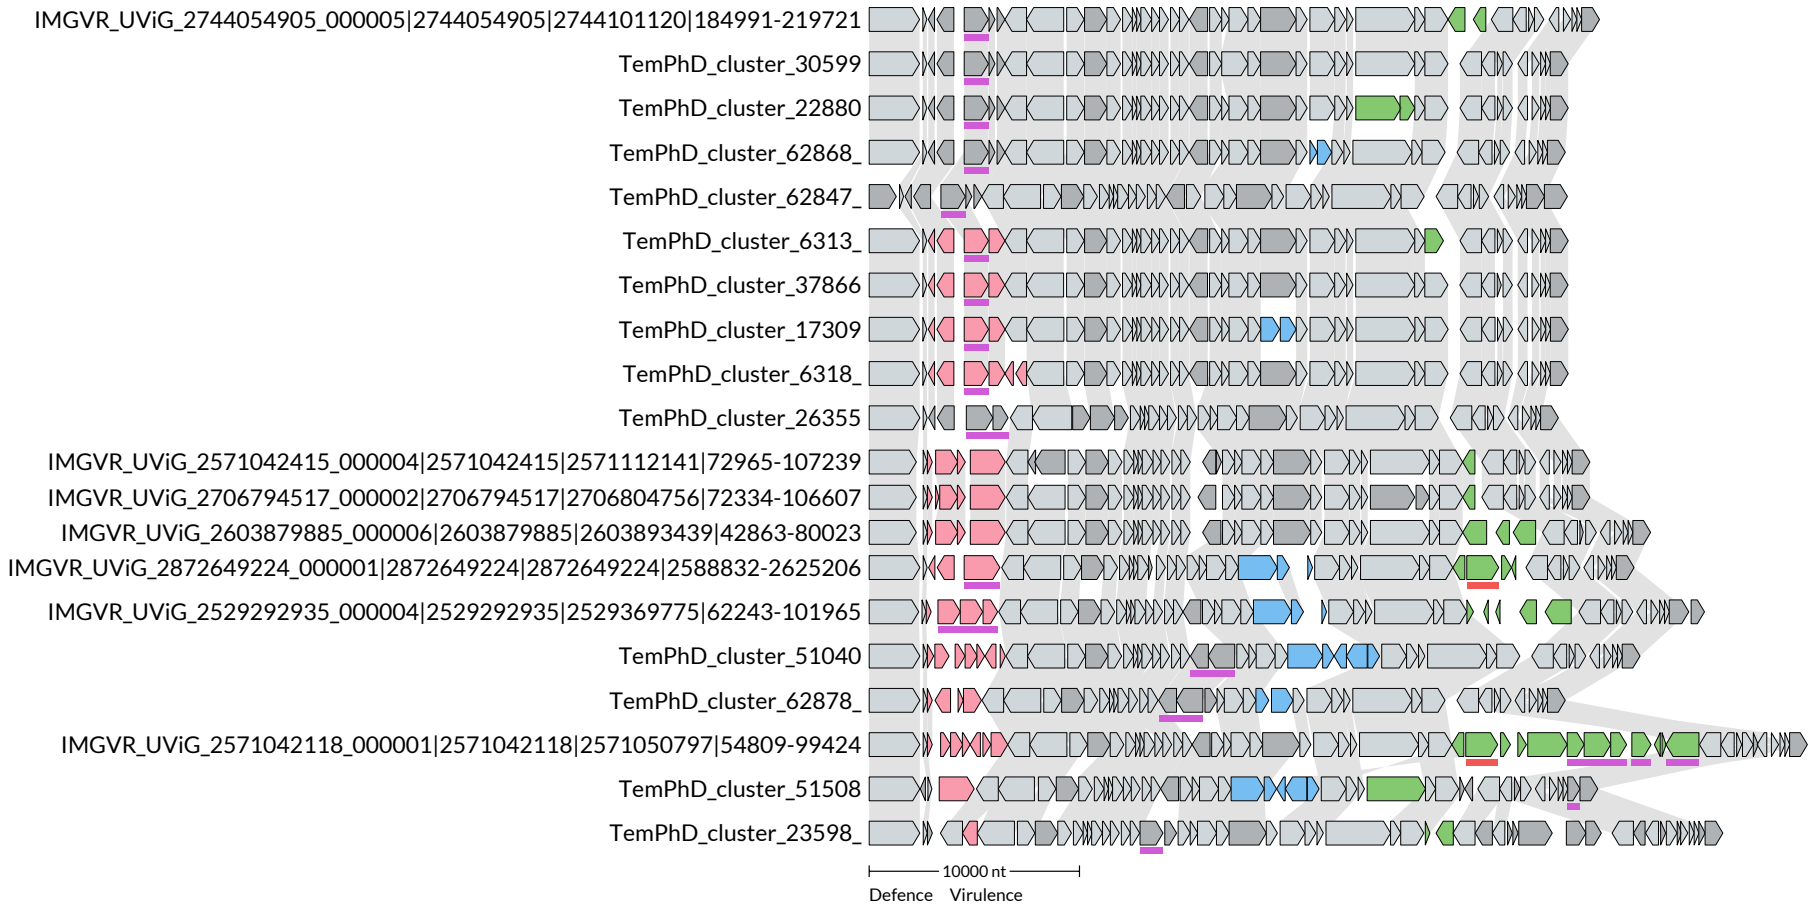 IMGVR_UViG_2744054905_000005|2744054905|2744101120|184991-219721
TemPhD_cluster_30599
TemPhD_cluster_22880
TemPhD_cluster_62868_
TemPhD_cluster_62847_
TemPhD_cluster_6313_
TemPhD_cluster_37866
TemPhD_cluster_17309
TemPhD_cluster_6318_
TemPhD_cluster_26355
IMGVR_UViG_2571042415_000004|2571042415|2571112141|72965-107239
IMGVR_UViG_2706794517_000002|2706794517|2706804756|72334-106607
IMGVR_UViG_2603879885_000006|2603879885|2603893439|42863-80023
IMGVR_UViG_2872649224_000001|2872649224|2872649224|2588832-2625206
IMGVR_UViG_2529292935_000004|2529292935|2529369775|62243-101965
TemPhD_cluster_51040
TemPhD_cluster_62878_
IMGVR_UViG_2571042118_000001|2571042118|2571050797|54809-99424
TemPhD_cluster_51508
TemPhD_cluster_23598_
10000 nt
Defence Virulence